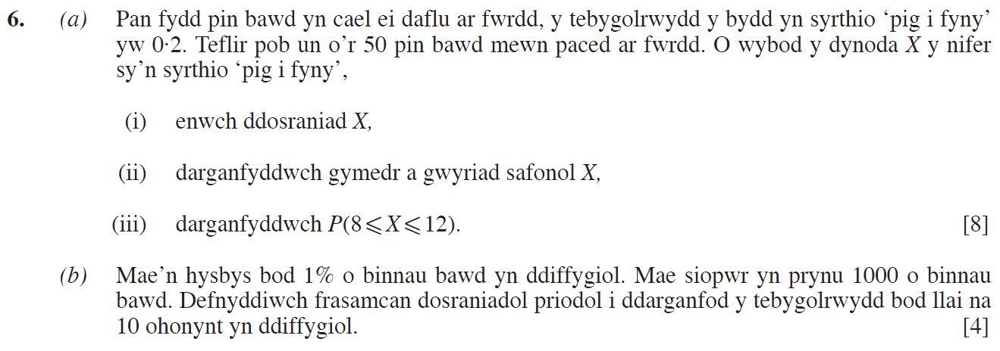 6. (a) Pan fydd pin bawd yn cael ei daflu ar fwrdd, y tebygolrwydd y bydd yn syrthio ‘pig i fyny’
yw 0·2. Teflir pob un o’r 50 pin bawd mewn paced ar fwrdd. O wybod y dynoda X y nifer
sy’n syrthio ‘pig i fyny’,
(i) enwch ddosraniad X,
(ii) darganfyddwch gymedr a gwyriad safonol X,
(iii) darganfyddwch P(8⩽X⩽12). [8]
(b) Mae’n hysbys bod 1% o binnau bawd yn ddiffygiol. Mae siopwr yn prynu 1000 o binnau
bawd. Defnyddiwch frasamcan dosraniadol priodol i ddarganfod y tebygolrwydd bod llai na
10 ohonynt yn ddiffygiol. [4]